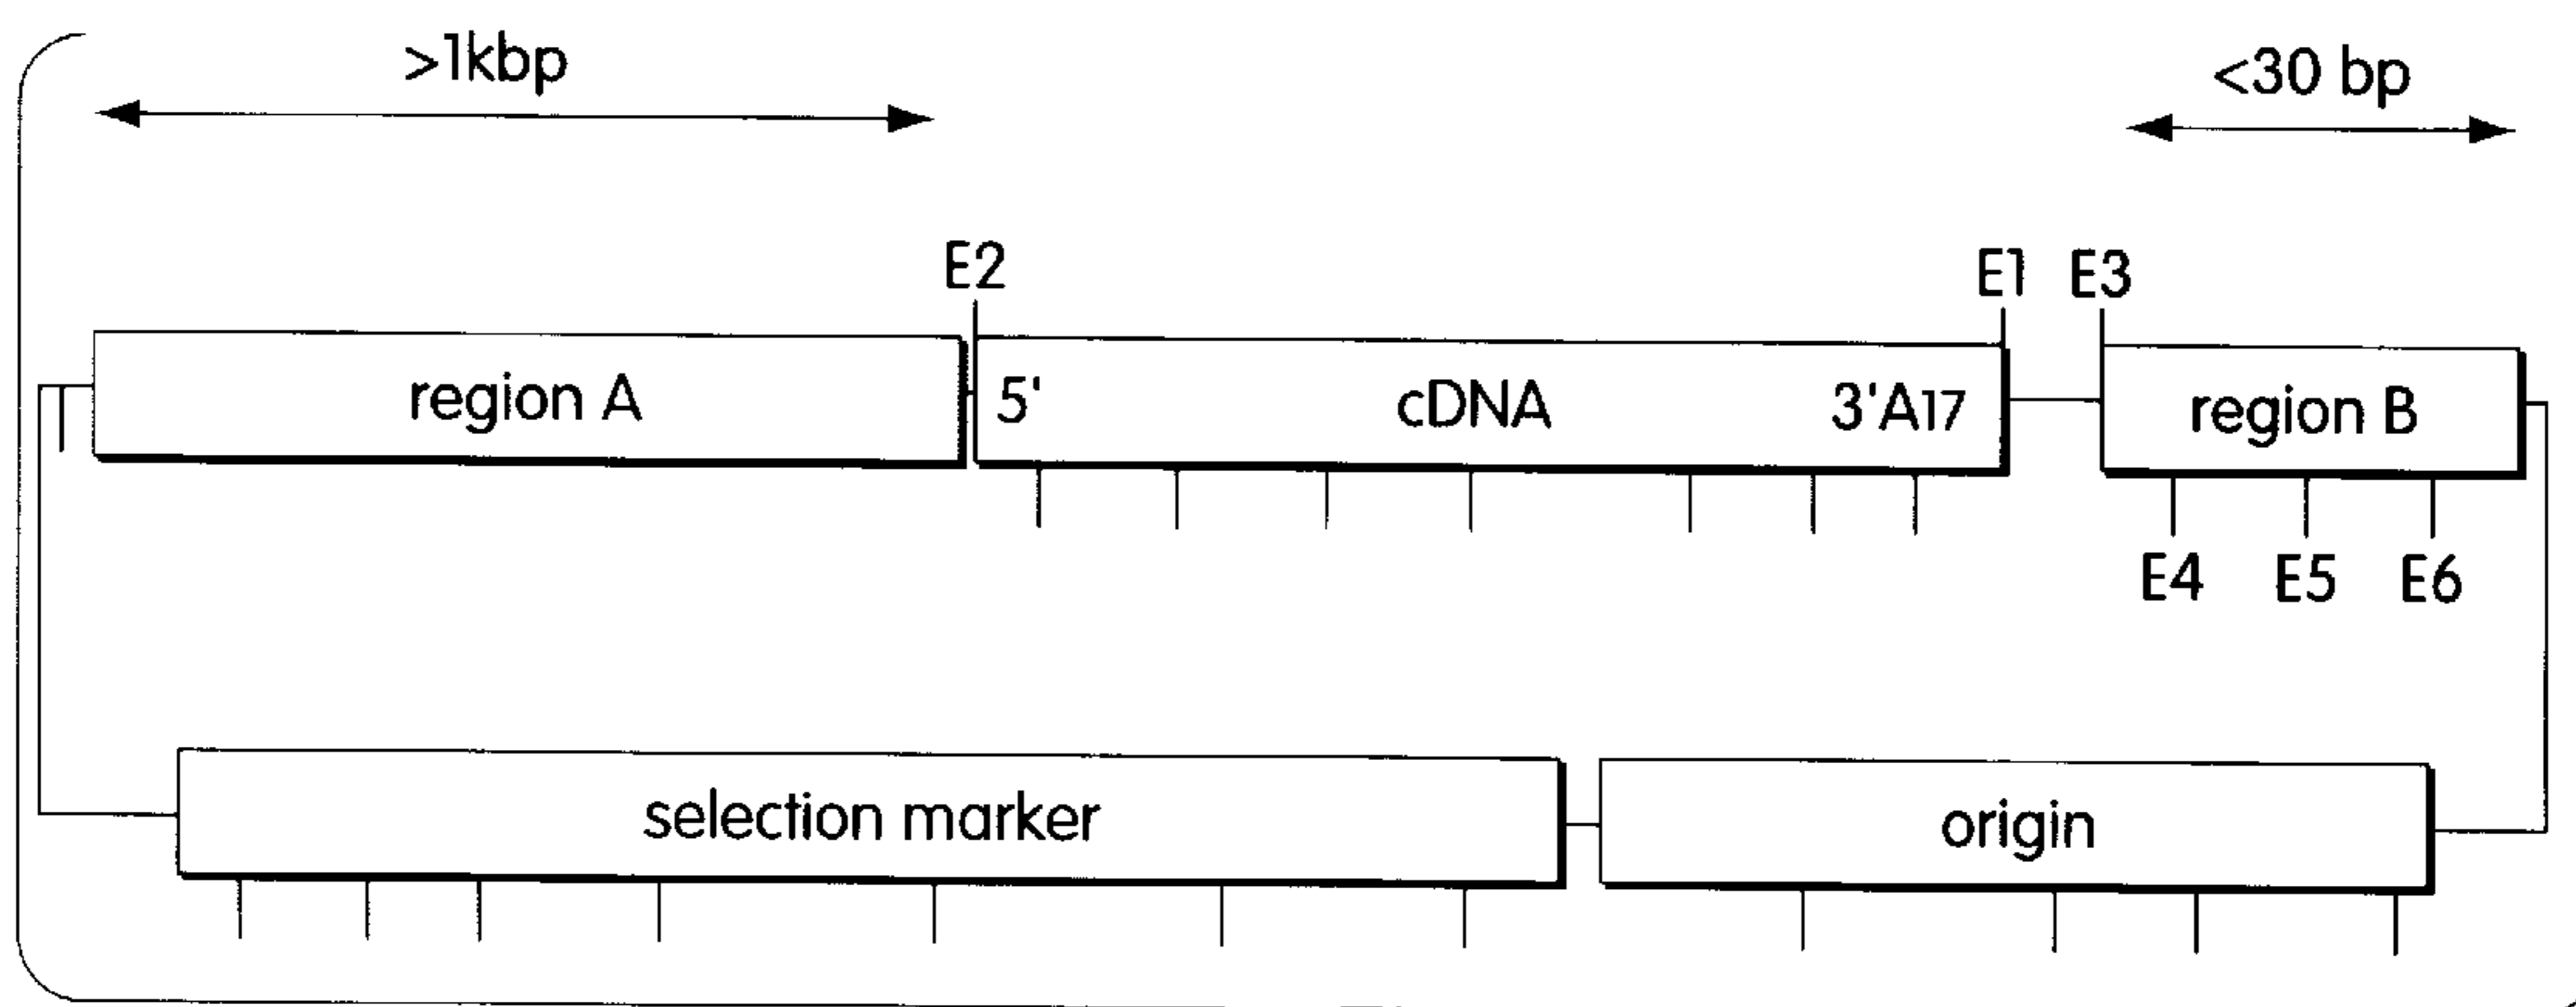 >1kbp
<30 bp
E2
E1 E3
region A
5' cDNA 3'A17
region B
E4 E5 E6
selection marker
origin